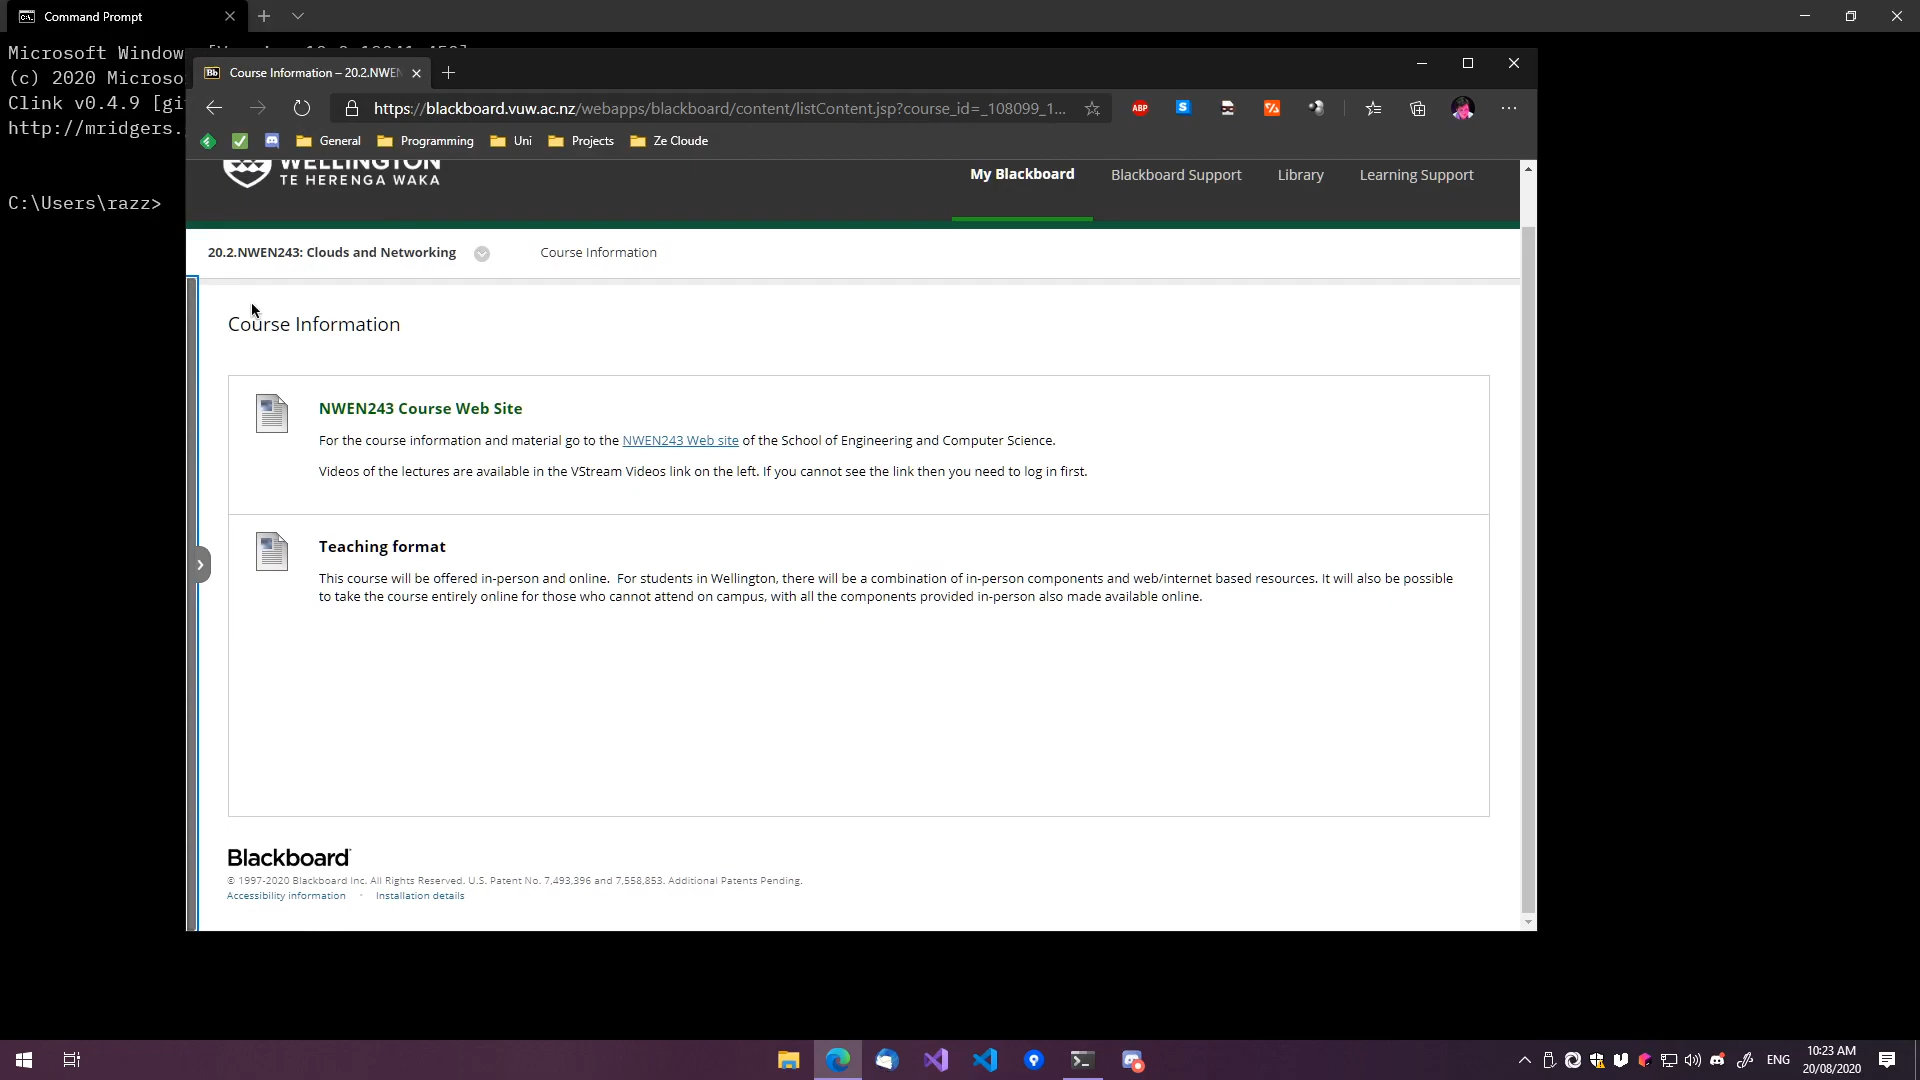 Command Prompt
Microsoft Window
(c) 2020 Microso
Clink v0.4.9 [gi
http://mridgers.
C:\Users\razz>
Course Information – 20.2.NWEN
https://blackboard.vuw.ac.nz/webapps/blackboard/content/listContent.jsp?course_id=_108099_1...
ABP
General
Programming
Uni
Projects
Ze Cloude
WELLINGTON
TE HERENGA WAKA
My Blackboard
Blackboard Support
Library
Learning Support
20.2.NWEN243: Clouds and Networking
Course Information
Course Information
NWEN243 Course Web Site
For the course information and material go to the NWEN243 Web site of the School of Engineering and Computer Science.
Videos of the lectures are available in the VStream Videos link on the left. If you cannot see the link then you need to log in first.
Teaching format
This course will be offered in-person and online.  For students in Wellington, there will be a combination of in-person components and web/internet based resources. It will also be possible
to take the course entirely online for those who cannot attend on campus, with all the components provided in-person also made available online.
Blackboard
© 1997-2020 Blackboard Inc. All Rights Reserved. U.S. Patent No. 7,493,396 and 7,558,853. Additional Patents Pending.
Accessibility information
Installation details
ENG
10:23 AM
20/08/2020